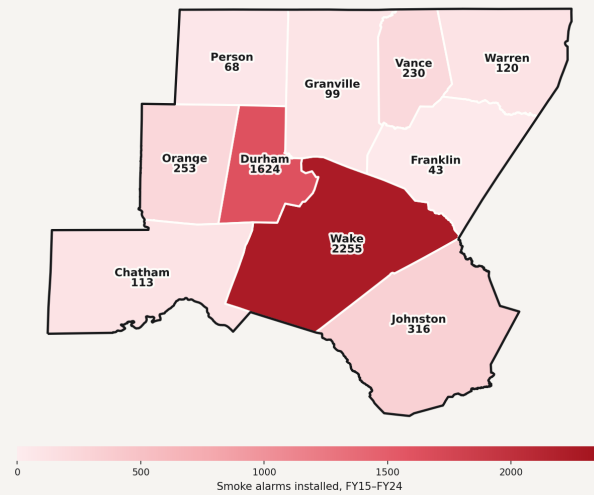 Person
68
Granville
99
Vance
230
Warren
120
Orange
253
Durham
1624
Franklin
43
Wake
2255
Chatham
113
Johnston
316
0
500
1000
1500
2000
Smoke alarms installed, FY15–FY24